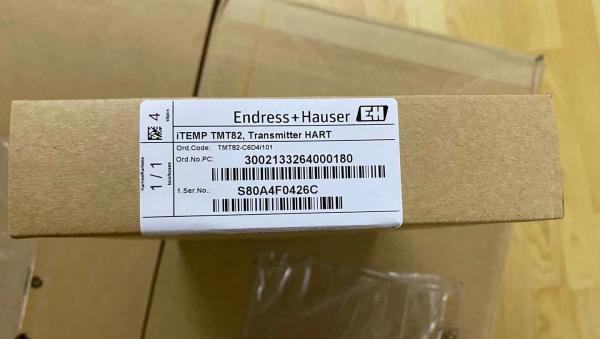 Endress+Hauser EH
iTEMP TMT82, Transmitter HART
Ord.Code: TMT82-C6D4/101
Ord.No.PC: 3002133264000180
1.Ser.No.: S80A4F0426C
1/1
4